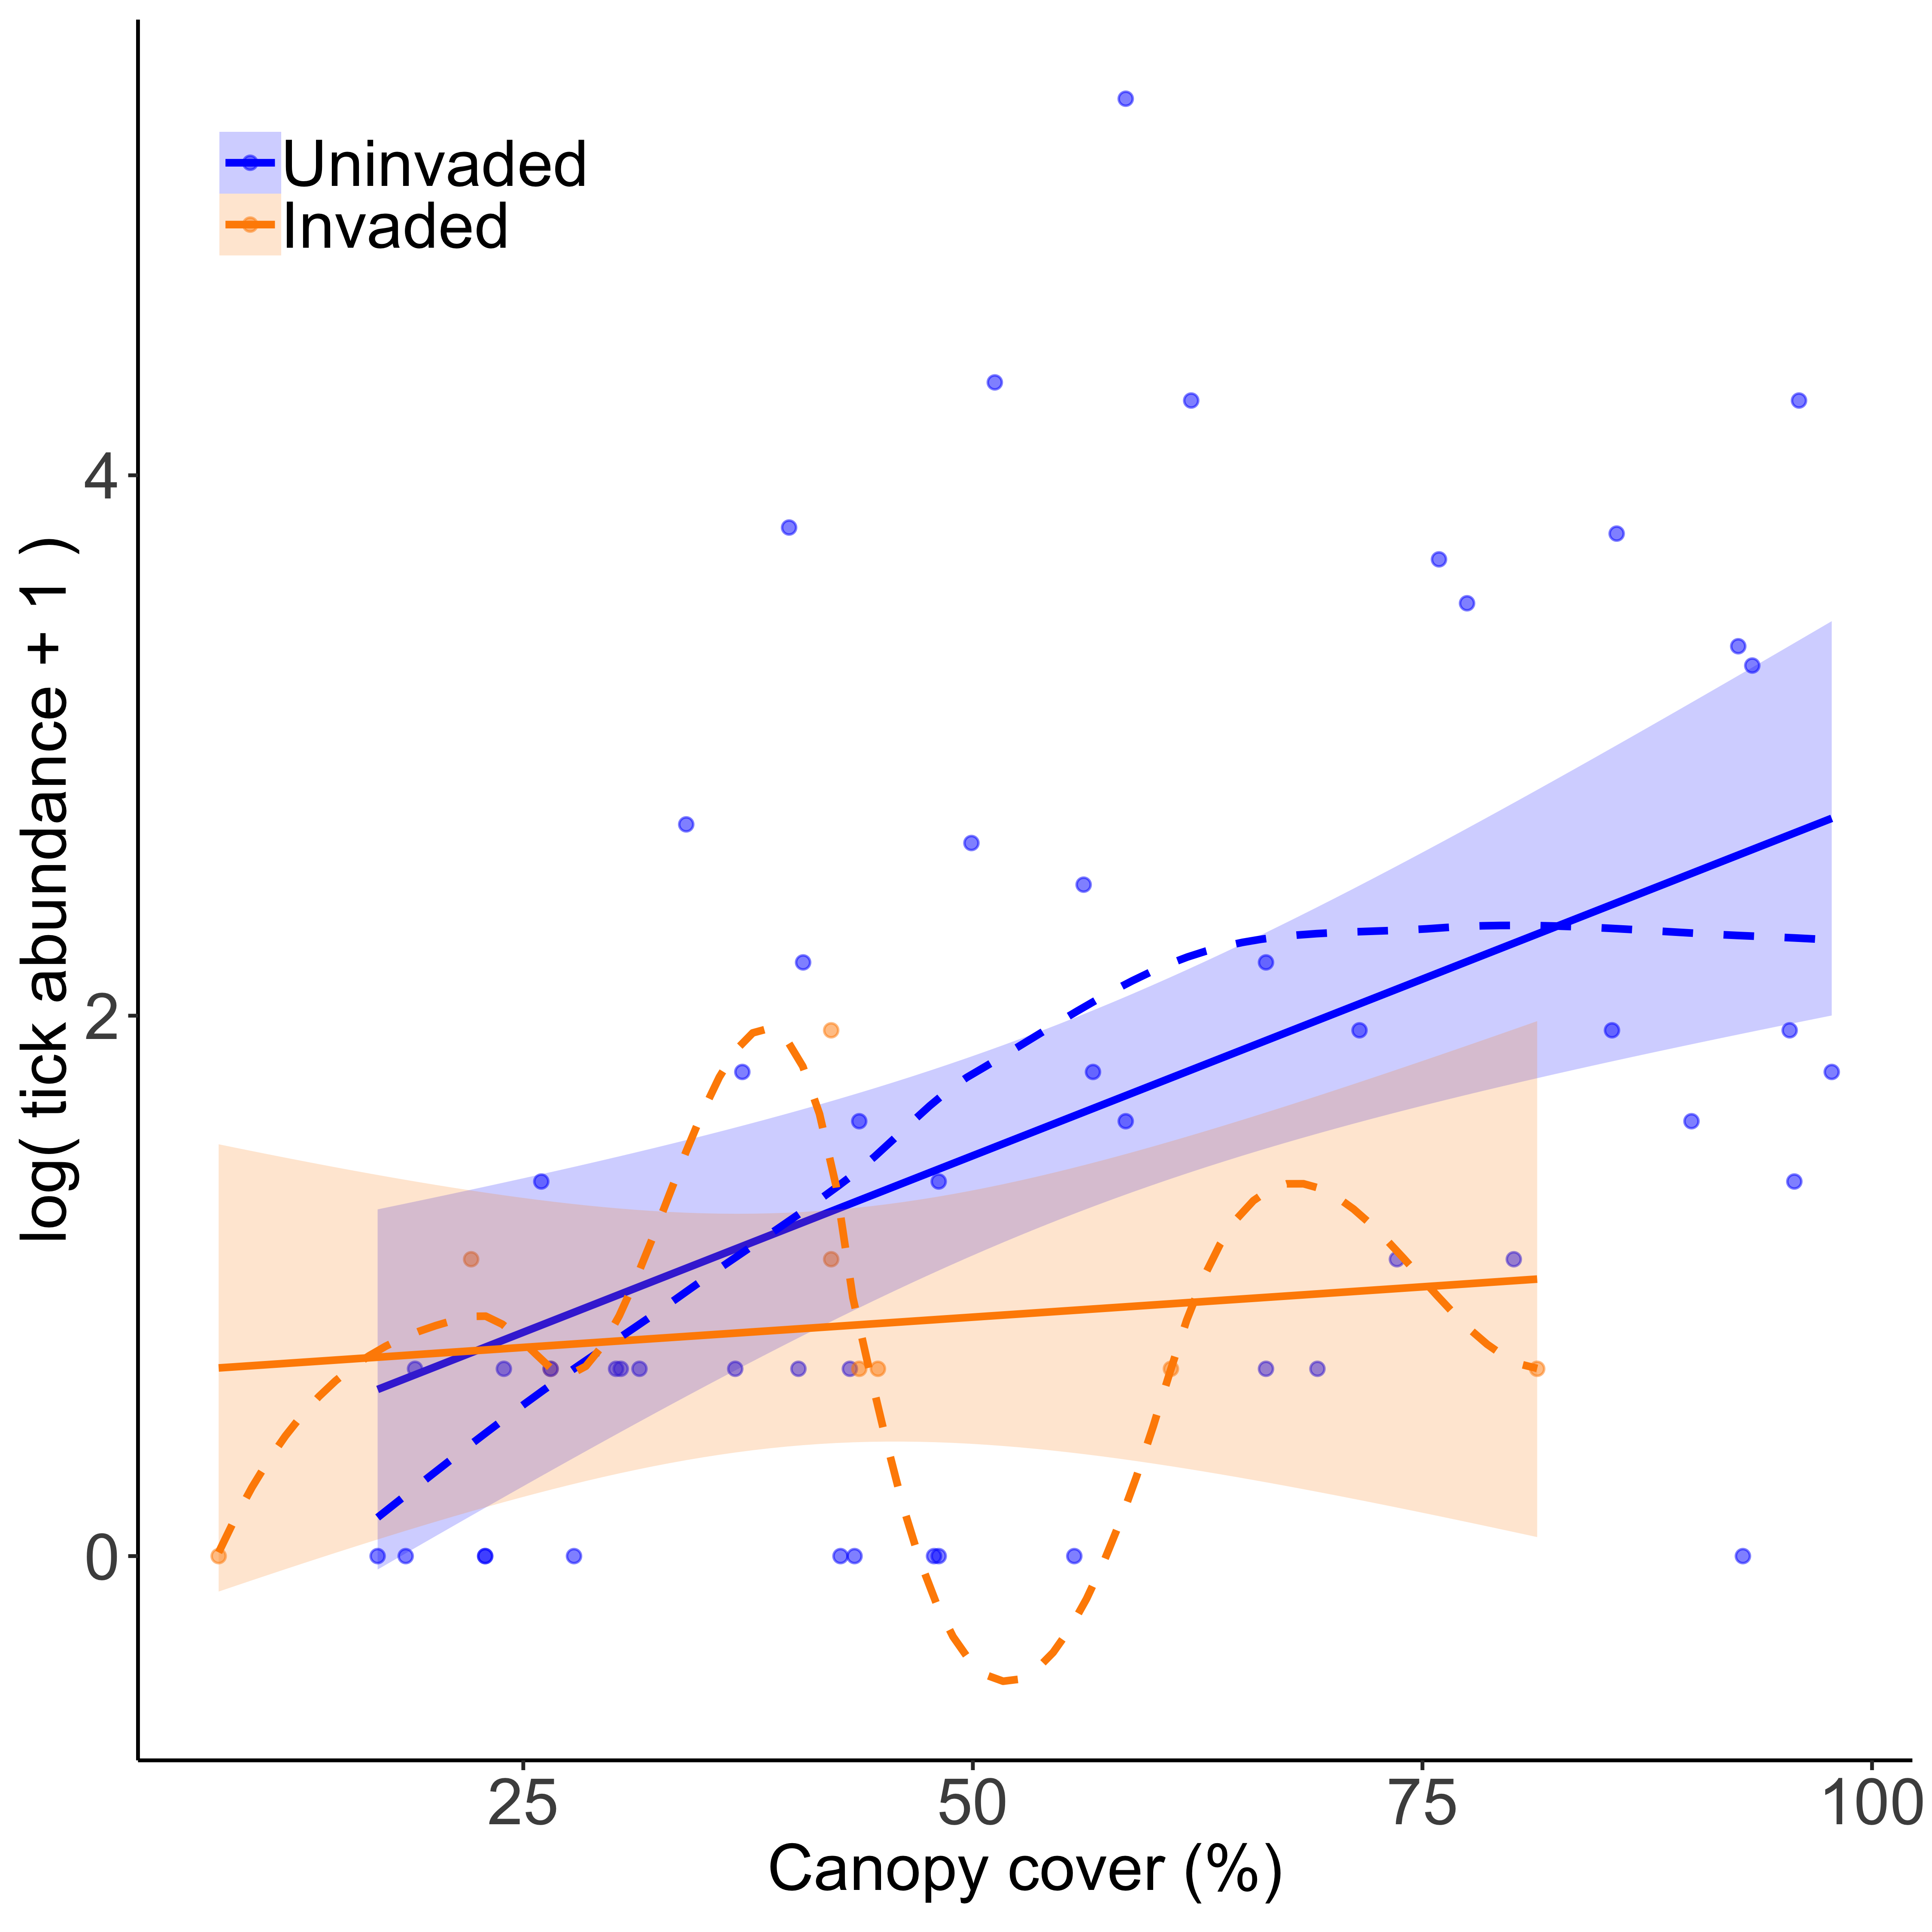 Uninvaded
Invaded
log( tick abundance + 1 )
4
2
0
25 50 75 100
Canopy cover (%)